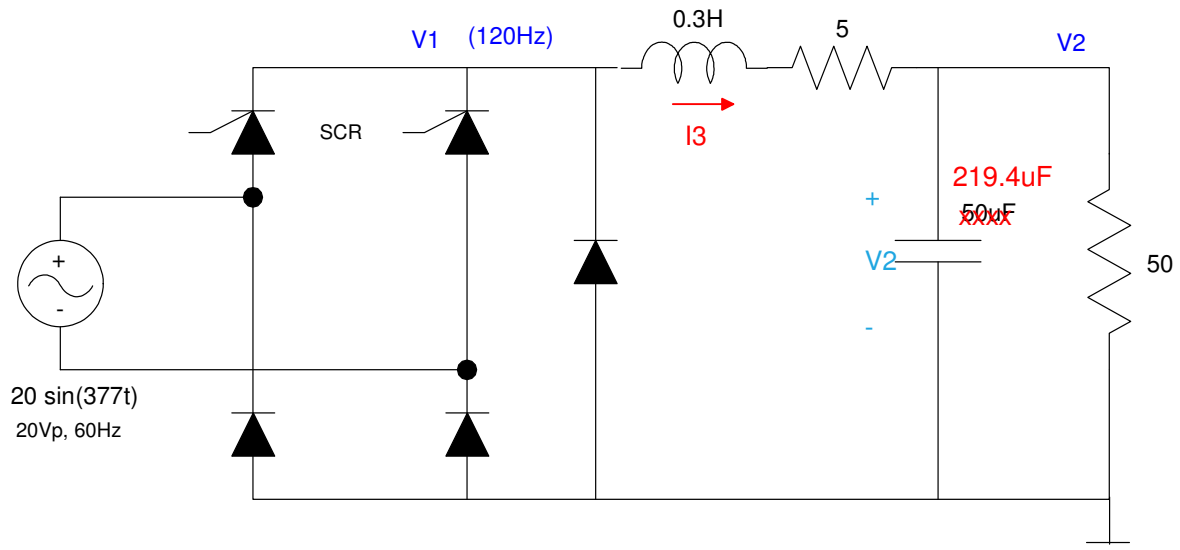 0.3H
5
V1 (120Hz)
V2
SCR
I3
219.4uF
50uF
xxxx
+
V2
-
50
+
-
20 sin(377t)
20Vp, 60Hz